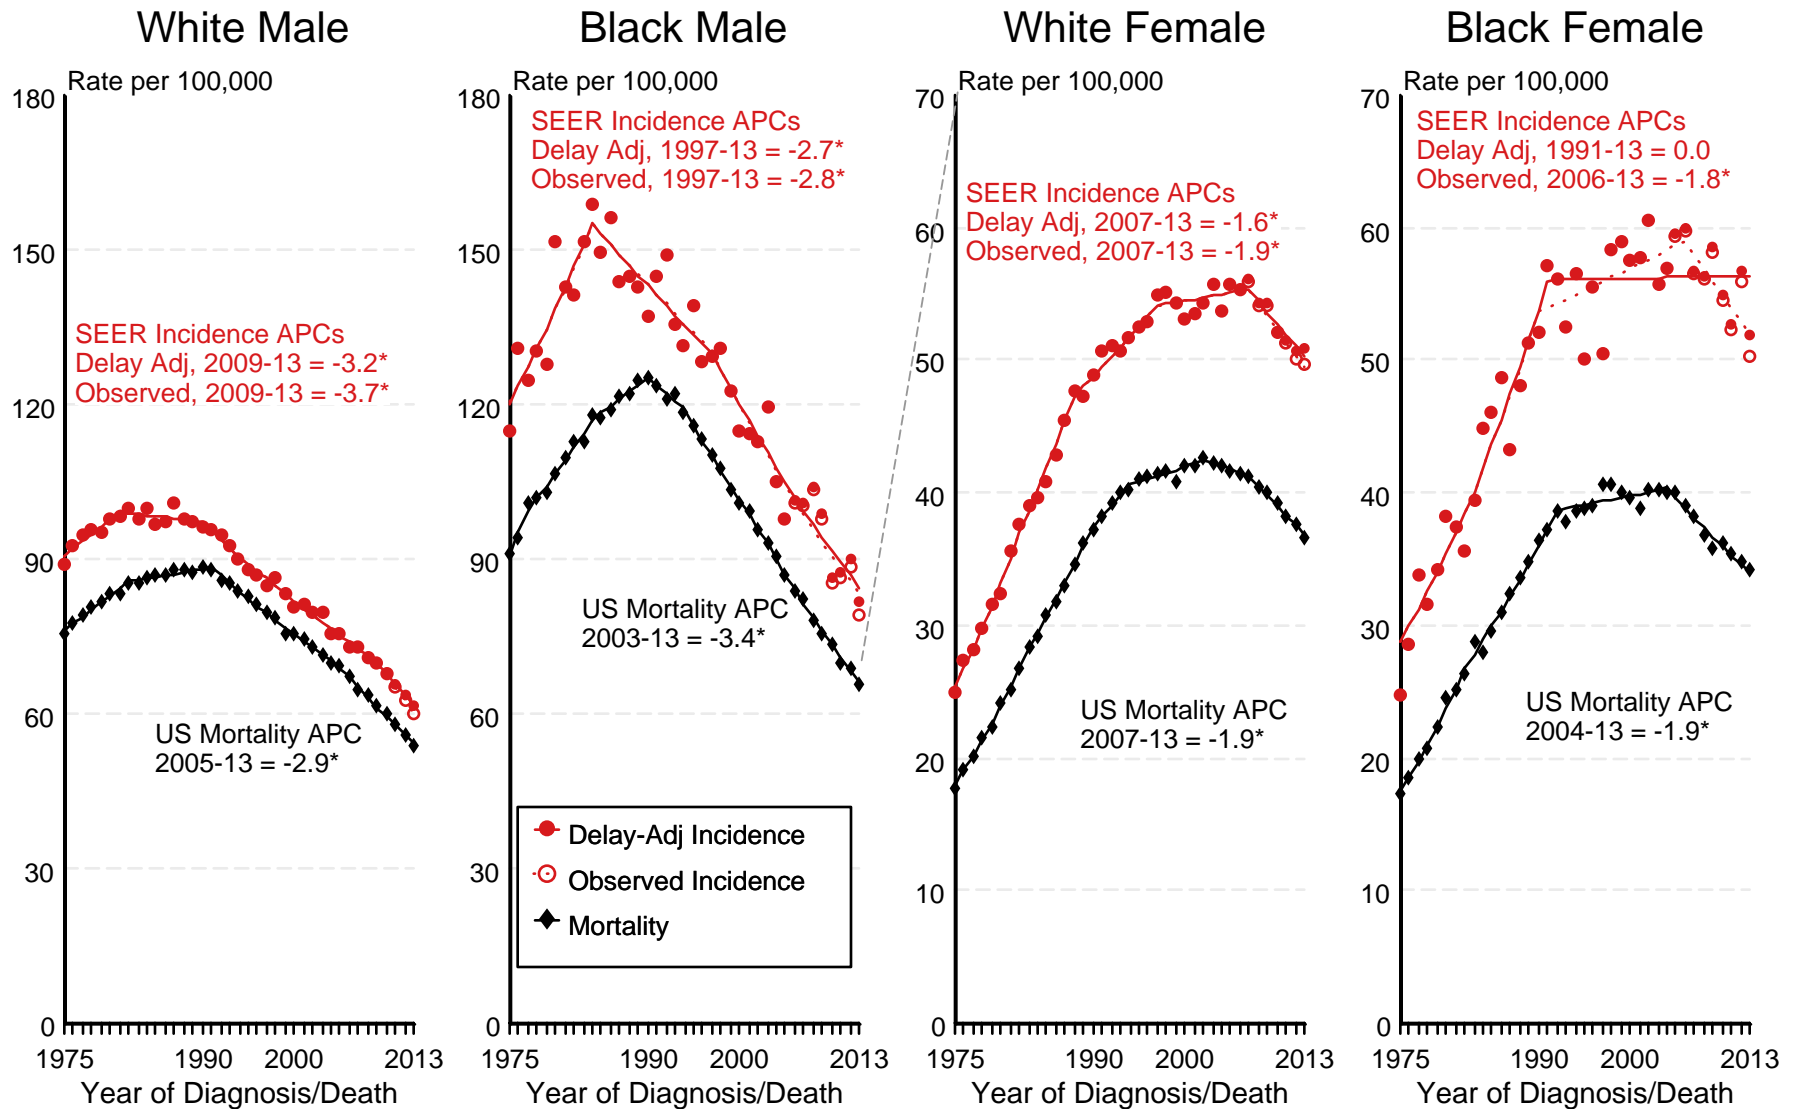 White Male
Rate per 100,000
180
150
120
90
60
30
0
SEER Incidence APCs
Delay Adj, 2009-13 = -3.2*
Observed, 2009-13 = -3.7*
US Mortality APC
2005-13 = -2.9*
1975
1990
2000
2013
Year of Diagnosis/Death
Black Male
Rate per 100,000
180
150
120
90
60
30
0
SEER Incidence APCs
Delay Adj, 1997-13 = -2.7*
Observed, 1997-13 = -2.8*
US Mortality APC
2003-13 = -3.4*
Delay-Adj Incidence
Observed Incidence
Mortality
1975
1990
2000
2013
Year of Diagnosis/Death
White Female
Rate per 100,000
70
60
50
40
30
20
10
0
SEER Incidence APCs
Delay Adj, 2007-13 = -1.6*
Observed, 2007-13 = -1.9*
US Mortality APC
2007-13 = -1.9*
1975
1990
2000
2013
Year of Diagnosis/Death
Black Female
Rate per 100,000
70
60
50
40
30
20
10
0
SEER Incidence APCs
Delay Adj, 1991-13 = 0.0
Observed, 2006-13 = -1.8*
US Mortality APC
2004-13 = -1.9*
1975
1990
2000
2013
Year of Diagnosis/Death